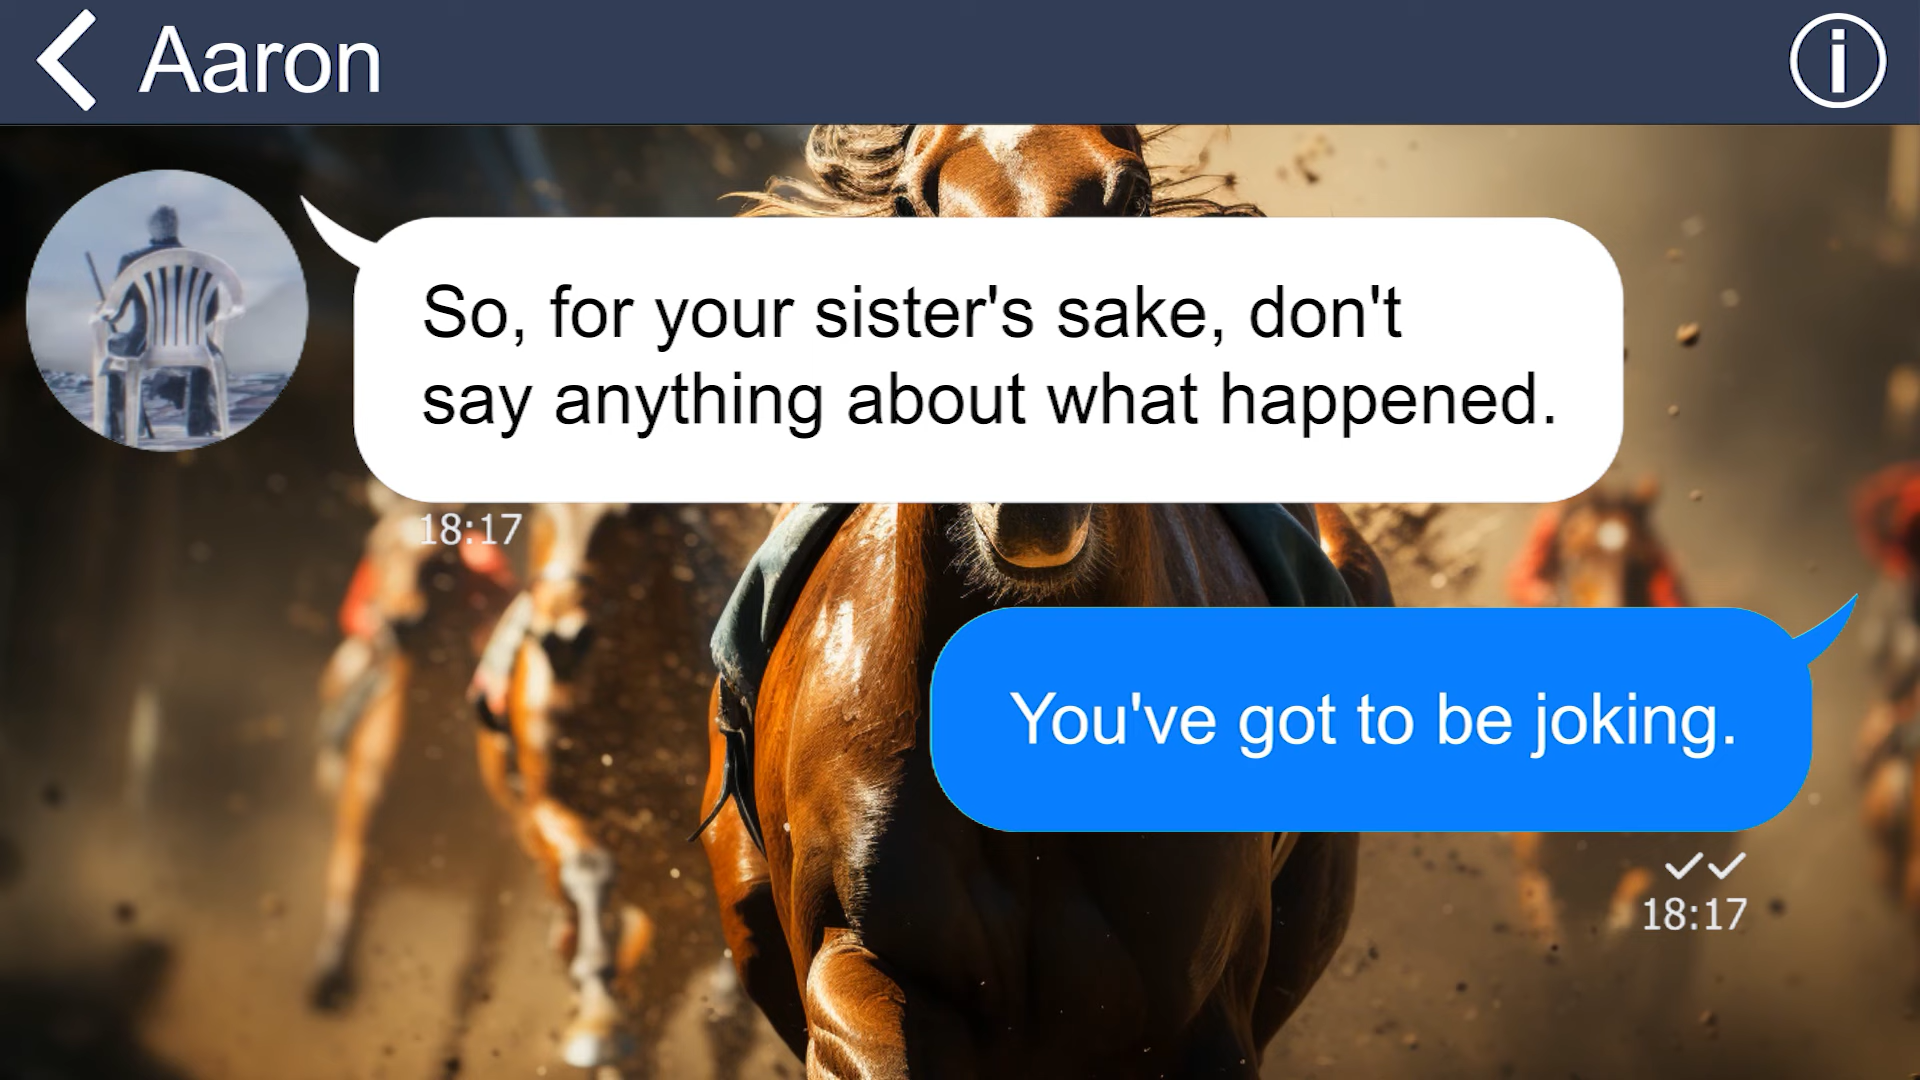 Aaron
So, for your sister's sake, don't
say anything about what happened.
18:17
You've got to be joking.
18:17